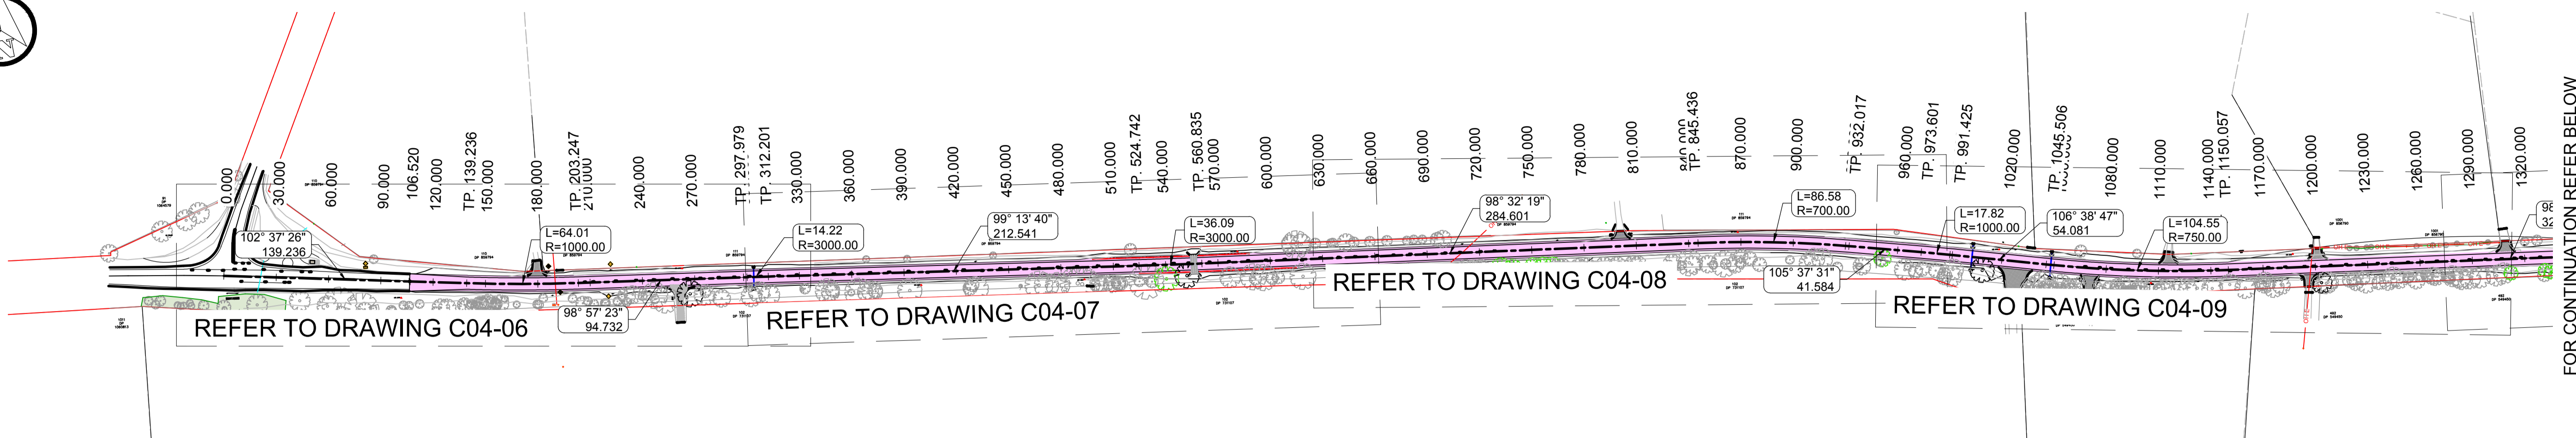 0.000
30.000
60.000
90.000
106.520
120.000
TP. 139.236
150.000
180.000
TP. 203.247
210.000
240.000
270.000
TP. 297.979
TP. 312.201
330.000
360.000
390.000
420.000
450.000
480.000
510.000
TP. 524.742
540.000
TP. 560.835
570.000
600.000
630.000
660.000
690.000
720.000
750.000
780.000
810.000
TP. 845.436
870.000
900.000
TP. 932.017
960.000
TP. 973.601
TP. 991.425
1020.000
TP. 1045.506
1080.000
1110.000
1140.000
TP. 1150.057
1170.000
1200.000
1230.000
1260.000
1290.000
1320.000
102° 37' 26"
139.236
L=64.01
R=1000.00
98° 57' 23"
94.732
L=14.22
R=3000.00
99° 13' 40"
212.541
L=36.09
R=3000.00
98° 32' 19"
284.601
L=86.58
R=700.00
105° 37' 31"
41.584
L=17.82
R=1000.00
106° 38' 47"
54.081
L=104.55
R=750.00
98
32
REFER TO DRAWING C04-06
REFER TO DRAWING C04-07
REFER TO DRAWING C04-08
REFER TO DRAWING C04-09
FOR CONTINUATION REFER BELOW